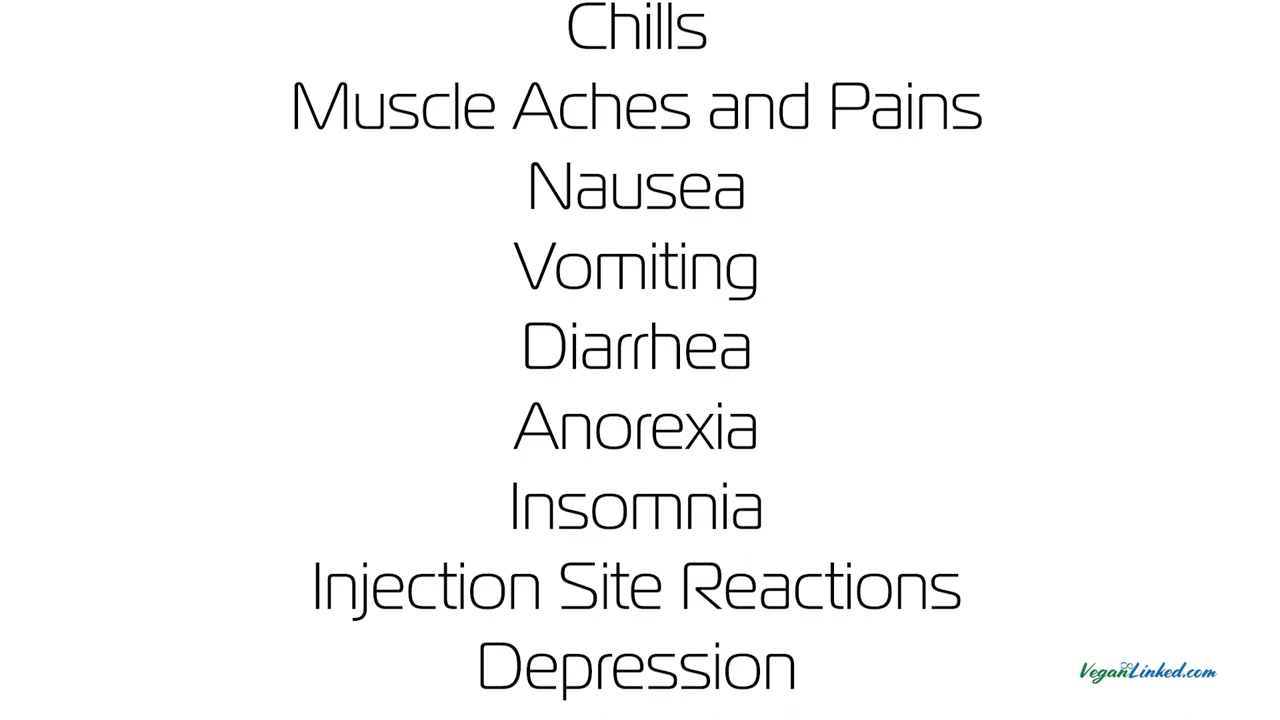 Chills
Muscle Aches and Pains
Nausea
Vomiting
Diarrhea
Anorexia
Insomnia
Injection Site Reactions
Depression
VeganLinked.com